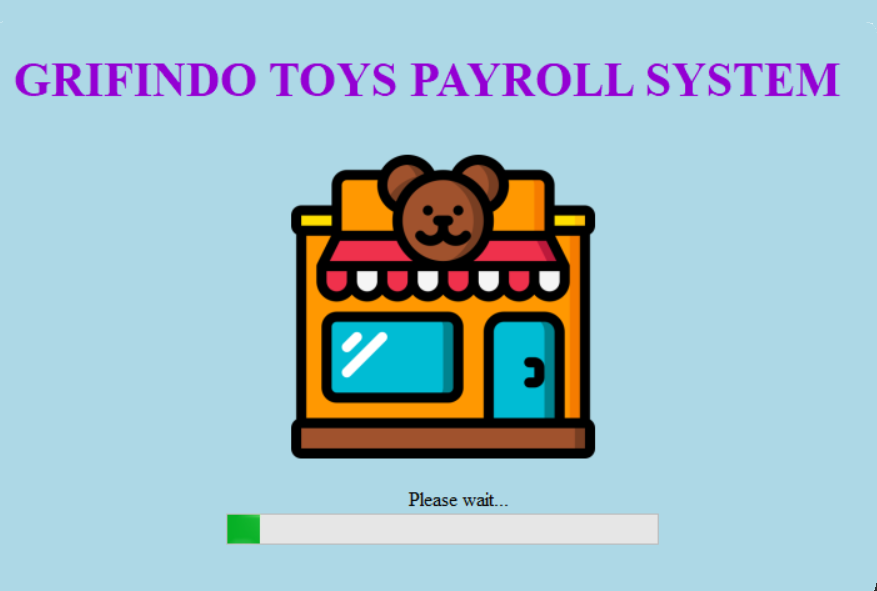 GRIFINDO TOYS PAYROLL SYSTEM
Please wait...